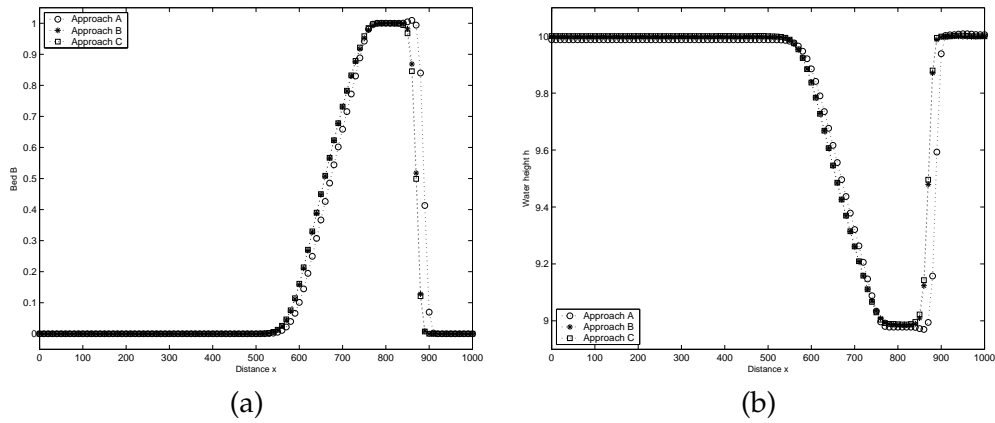 1
0.9
0.8
0.7
0.6
0.5
0.4
0.3
0.2
0.1
0
Bed B
Approach A
Approach B
Approach C
0 100 200 300 400 500 600 700 800 900 1000
Distance x
(a)
10
9.8
9.6
9.4
9.2
9
Water height h
Approach A
Approach B
Approach C
0 100 200 300 400 500 600 700 800 900 1000
Distance x
(b)